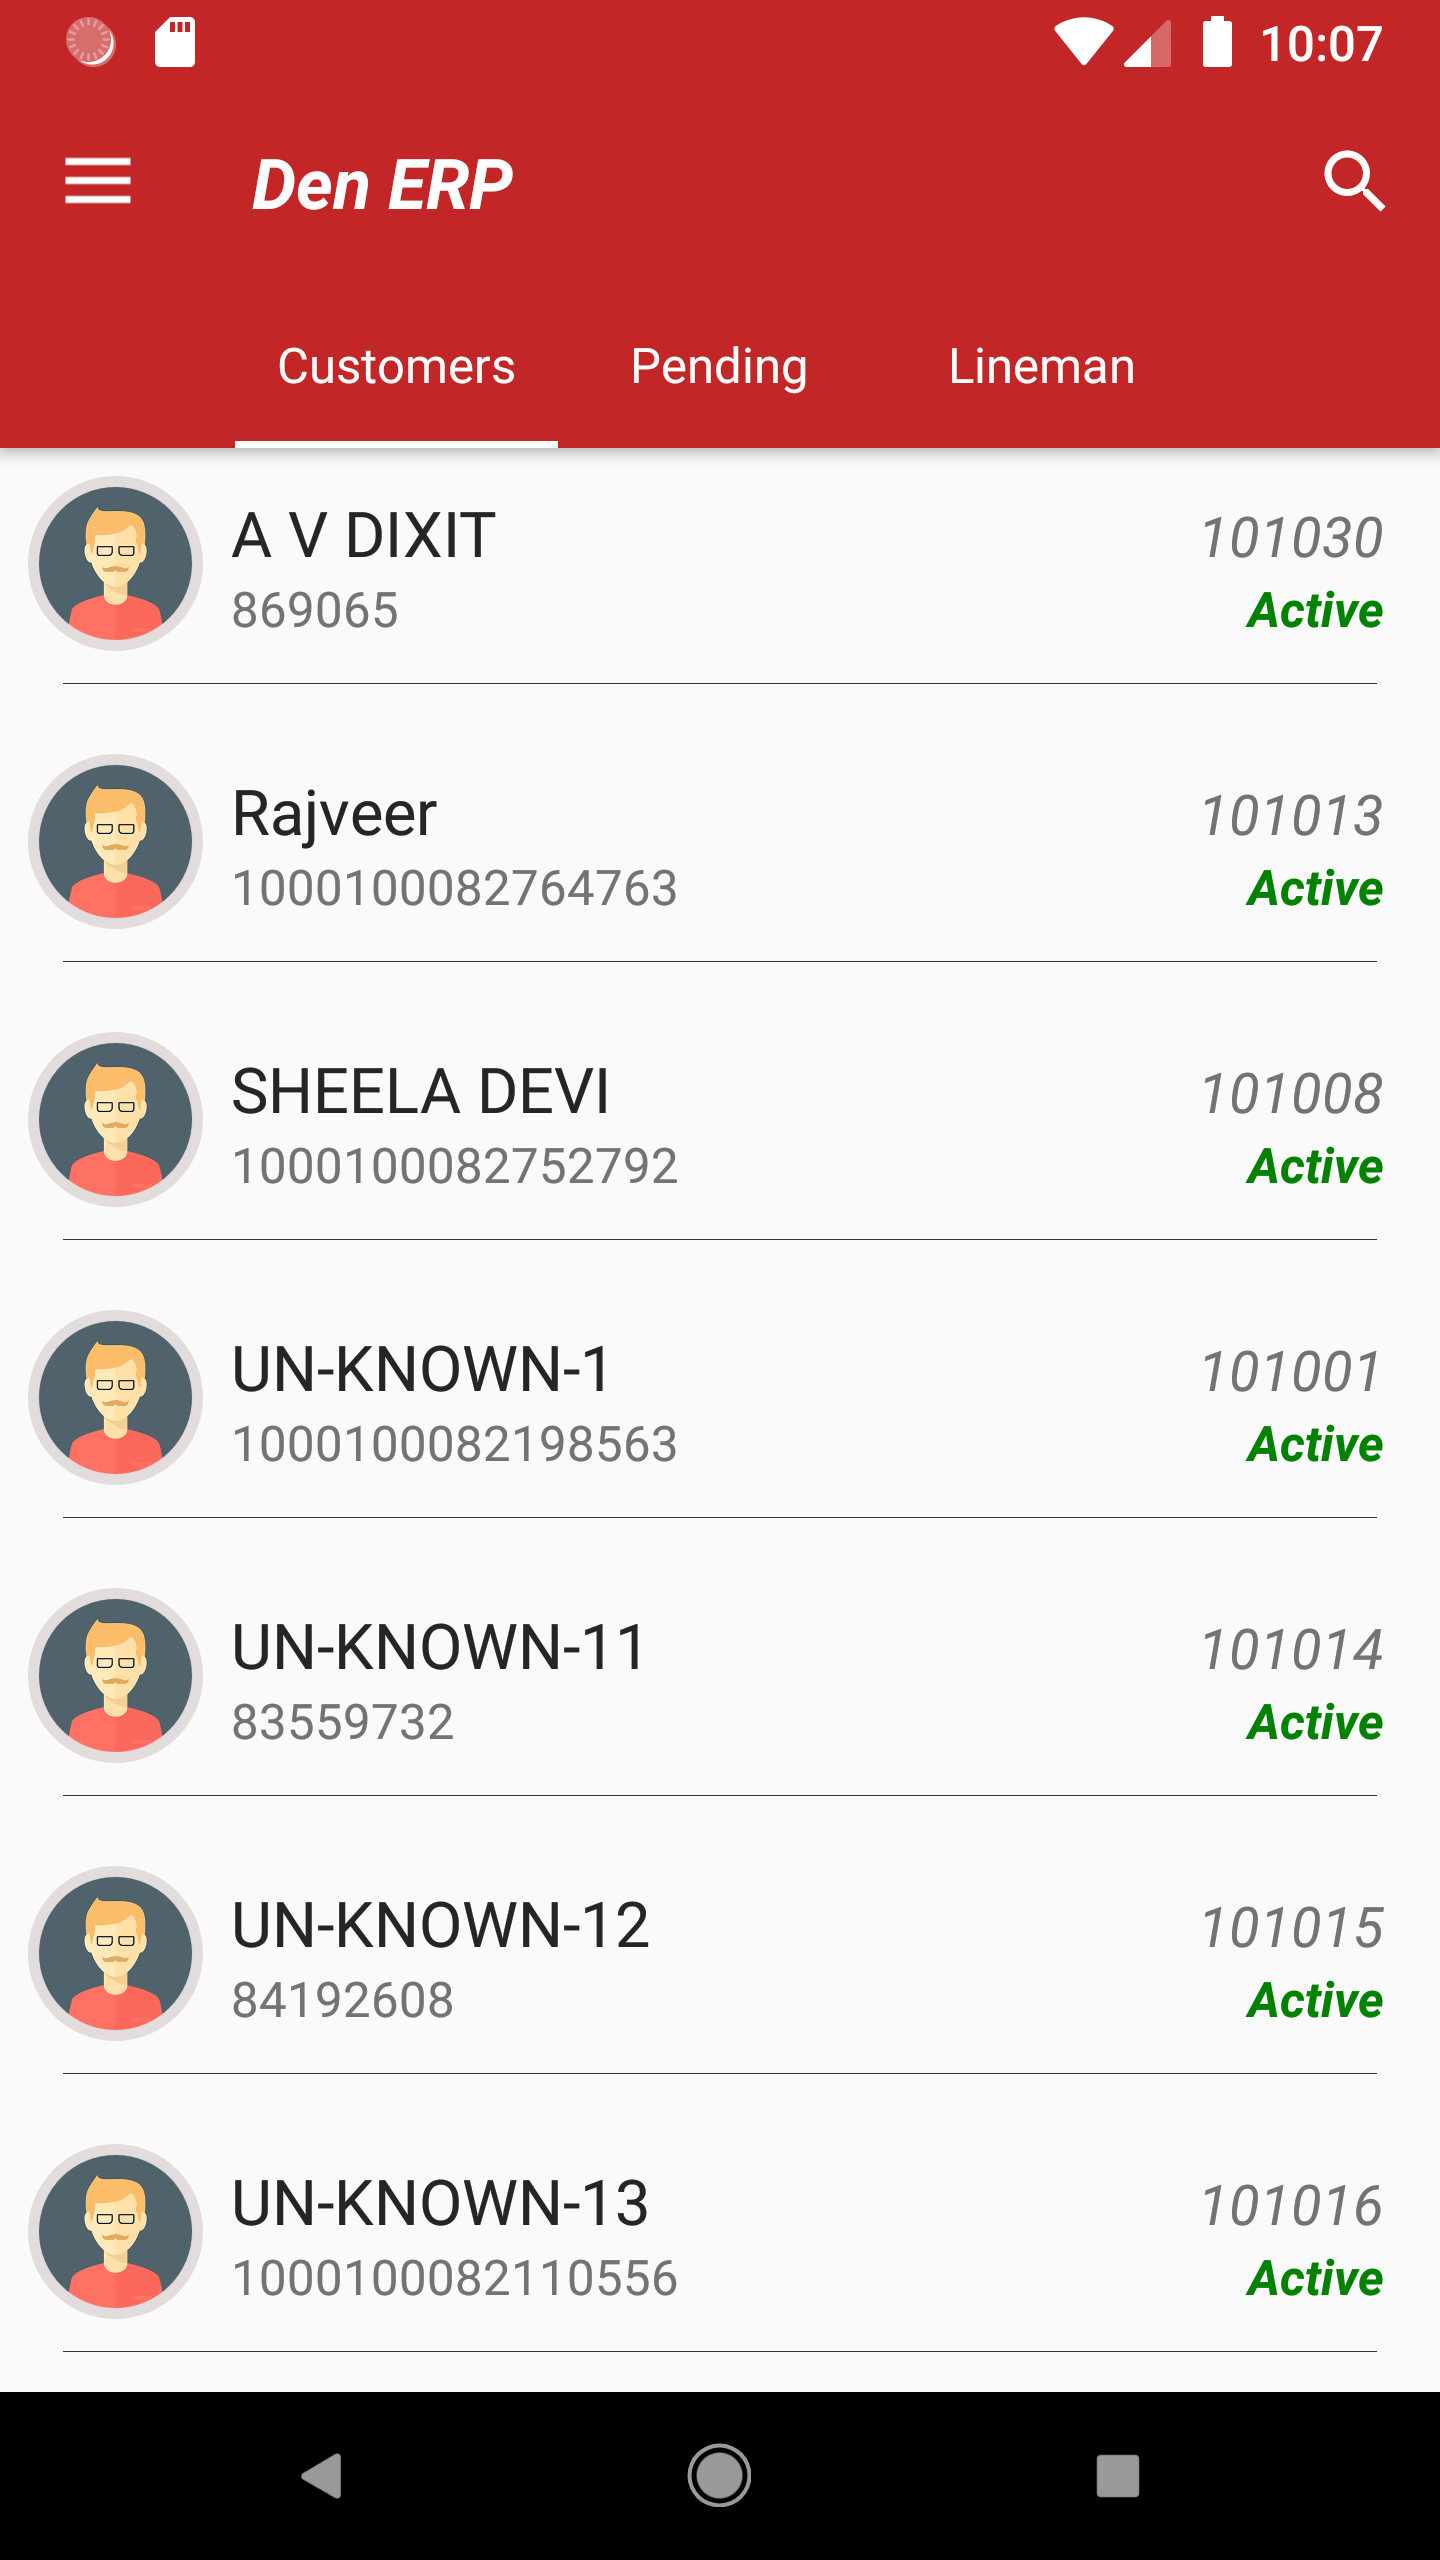 10:07
Den ERP
Customers Pending Lineman
A V DIXIT 101030
869065 Active
Rajveer 101013
1000100082764763 Active
SHEELA DEVI 101008
1000100082752792 Active
UN-KNOWN-1 101001
1000100082198563 Active
UN-KNOWN-11 101014
83559732 Active
UN-KNOWN-12 101015
84192608 Active
UN-KNOWN-13 101016
1000100082110556 Active